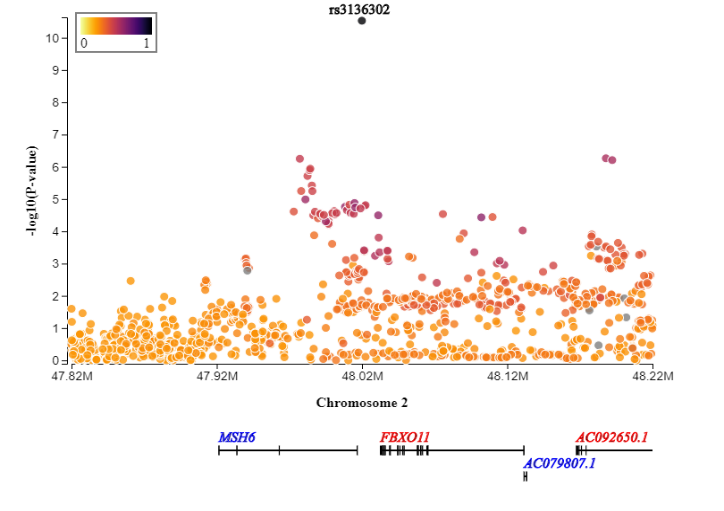 rs3136302
0 1
10
9
8
7
6
5
4
3
2
1
0
-log10(P-value)
47.82M 47.92M 48.02M 48.12M 48.22M
Chromosome 2
MSH6 FBXO11 AC092650.1
AC079807.1